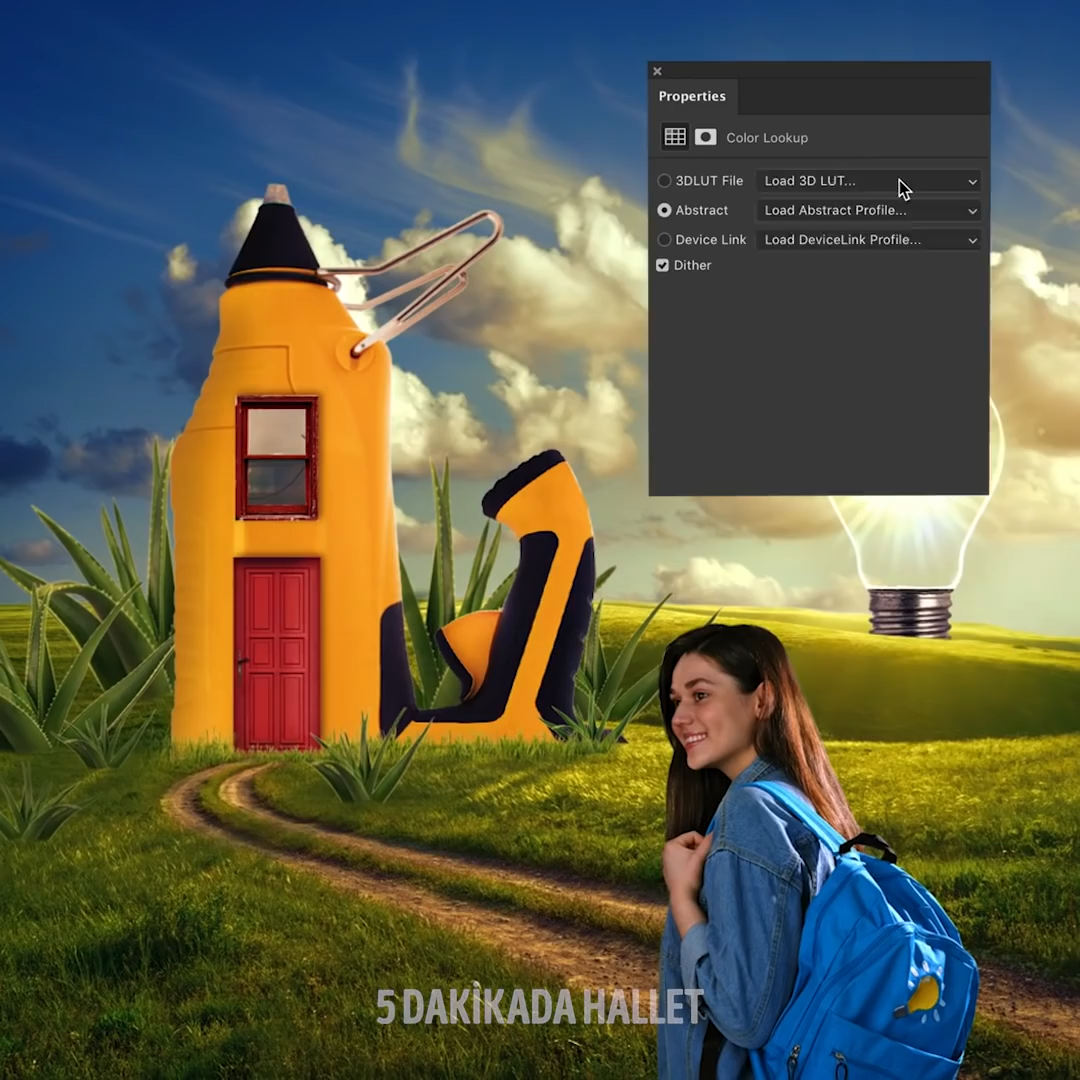 Properties
Color Lookup
3DLUT File Load 3D LUT...
Abstract Load Abstract Profile...
Device Link Load DeviceLink Profile...
Dither
5 DAKİKADA HALLET